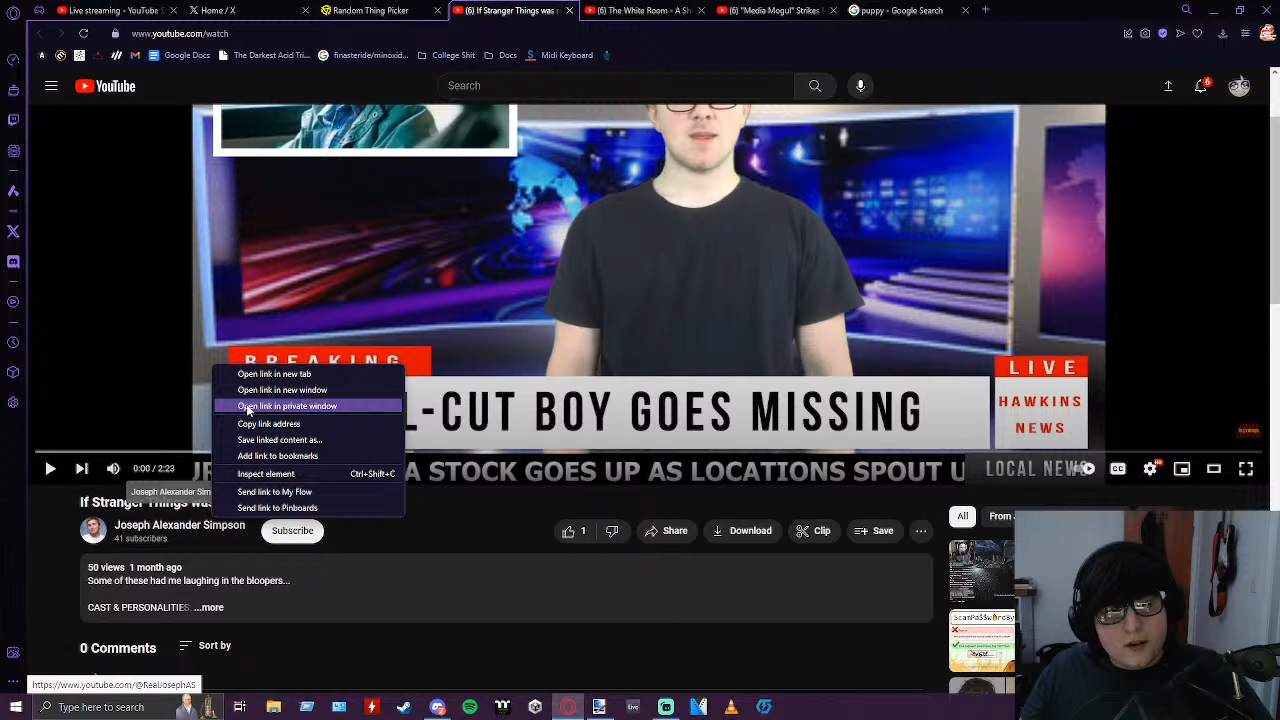 (6) Live streaming - YouTube S
Home / X
Random Thing Picker
(6) If Stranger Things was r
(6) The White Room - A Sh
(6) "Media Mogul" Strikes
puppy - Google Search
www.youtube.com/watch
Google Docs
The Darkest Acid Tri
finasteride/minoxid
College Shit
Docs
Midi Keyboard
YouTube
Search
6
BREAKING
LIVE
HAWKINS
NEWS
L-CUT BOY GOES MISSING
A STOCK GOES UP AS LOCATIONS SPOUT U
LOCAL NEWS
Open link in new tab
Open link in new window
Open link in private window
Copy link address
Save linked content as...
Add link to bookmarks
Inspect element Ctrl+Shift+C
Send link to My Flow
Send link to Pinboards
0:00 / 2:23
Joseph Alexander Simp
If Stranger Things was
Joseph Alexander Simpson
41 subscribers
Subscribe
1
Share
Download
Clip
Save
All
From
50 views 1 month ago
Some of these had me laughing in the bloopers...
CAST & PERSONALITIES: ...more
0 Comments
Sort by
https://www.youtube.com/@RealJosephAS
Type here to search
Live